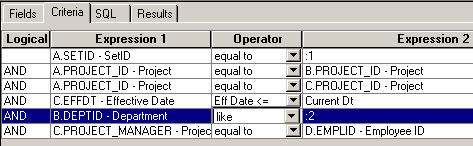 Fields Criteria SQL Results
Logical Expression 1 Operator Expression 2
A.SETID - SetID equal to :1
AND A.PROJECT_ID - Project equal to B.PROJECT_ID - Project
AND A.PROJECT_ID - Project equal to C.PROJECT_ID - Project
AND C.EFFDT - Effective Date Eff Date <= Current Dt
AND B.DEPTID - Department like :2
AND C.PROJECT_MANAGER - Projec equal to D.EMPLID - Employee ID